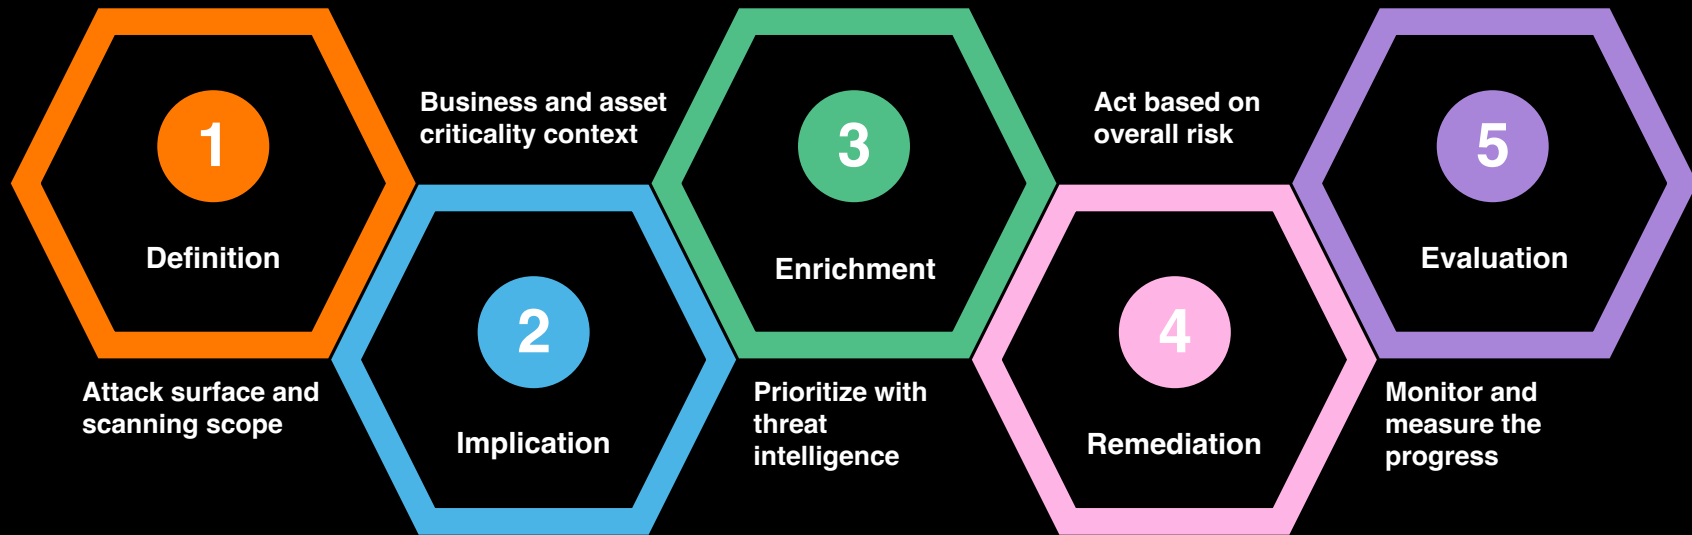 1
Definition
Attack surface and
scanning scope
Business and asset
criticality context
2
Implication
3
Enrichment
Prioritize with
threat
intelligence
Act based on
overall risk
4
Remediation
5
Evaluation
Monitor and
measure the
progress